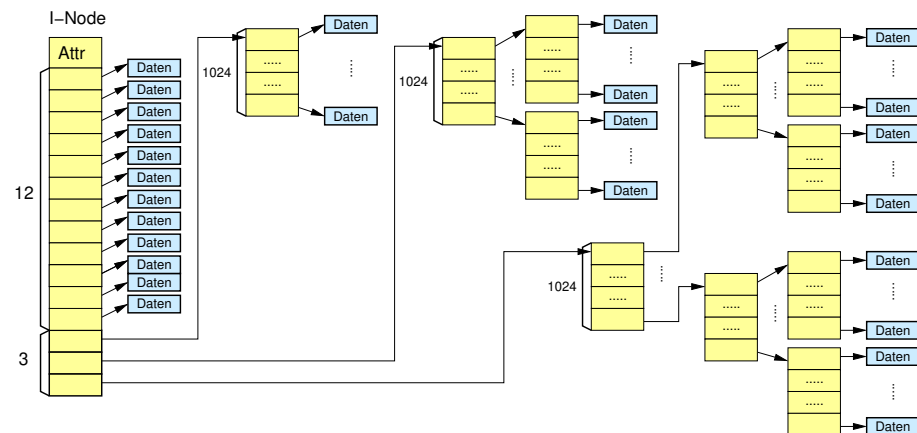 I–Node
Attr
12
3
Daten
Daten
Daten
Daten
Daten
Daten
Daten
Daten
Daten
Daten
Daten
Daten
1024
.....
.....
Daten
Daten
1024
.....
.....
.....
.....
Daten
Daten
.....
.....
Daten
Daten
1024
.....
.....
.....
.....
.....
.....
Daten
Daten
.....
.....
Daten
Daten
.....
.....
.....
.....
Daten
Daten
.....
.....
Daten
Daten